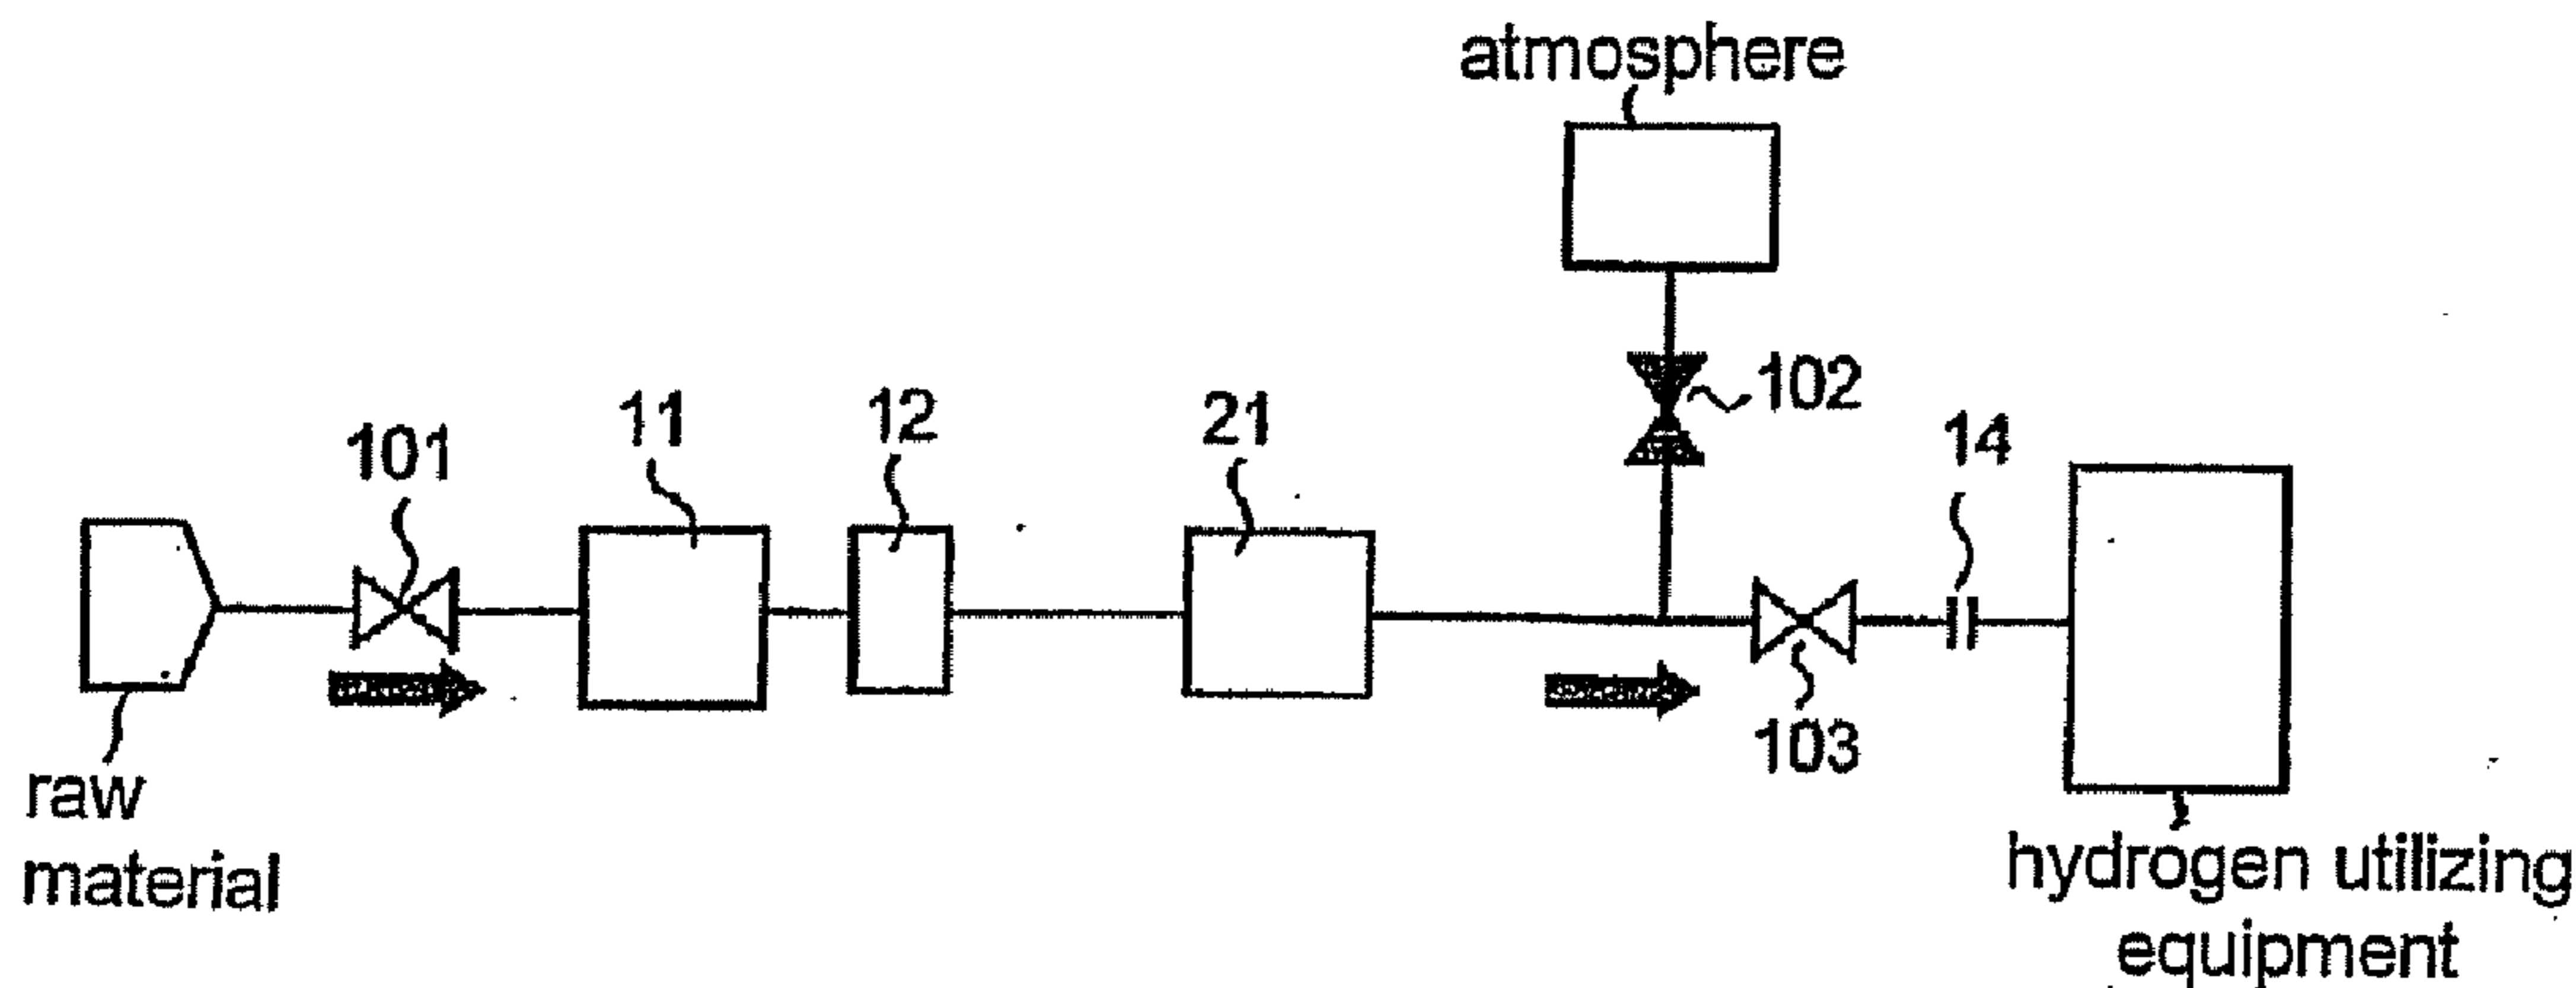 atmosphere
102
101
11
12
21
14
103
raw
material
hydrogen utilizing
equipment